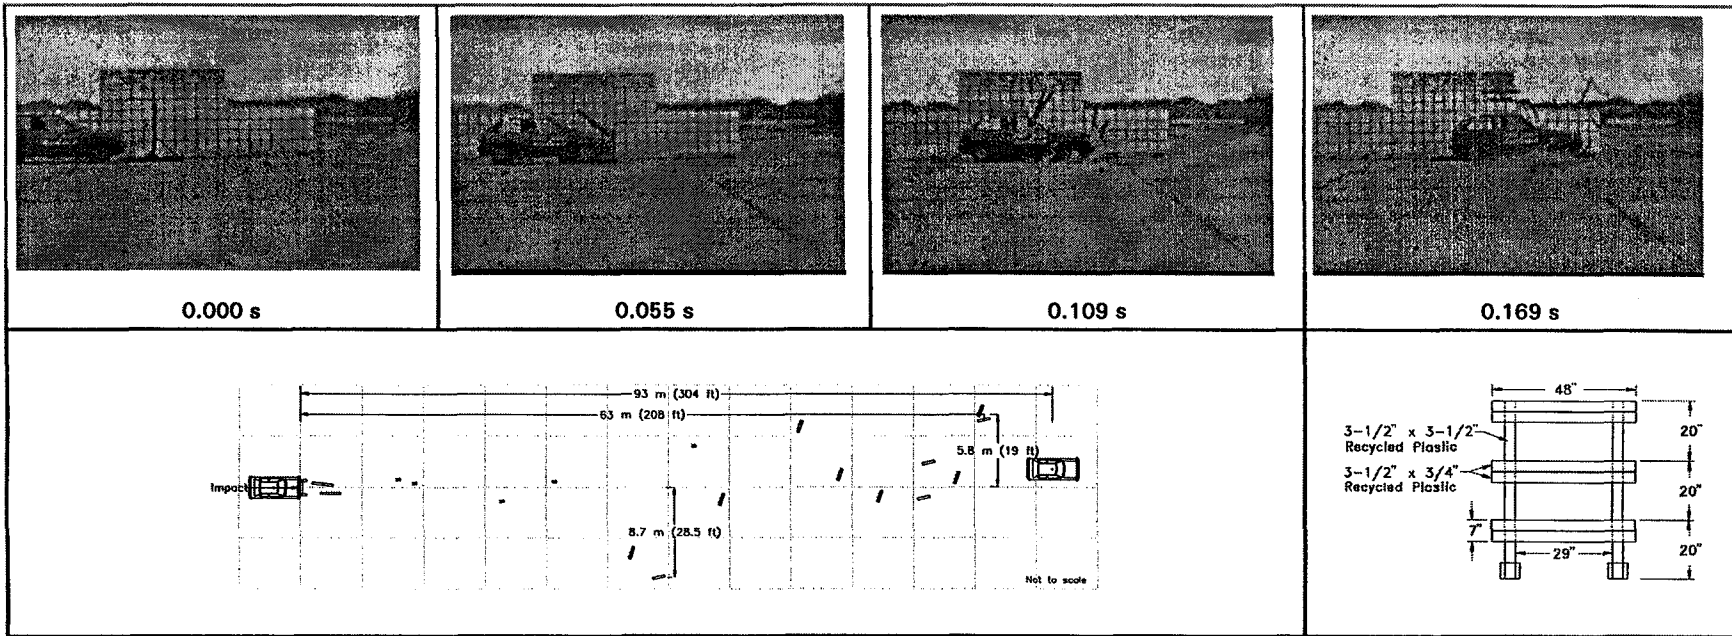 0.000 s
0.055 s
0.109 s
0.169 s
93 m (304 ft)
63 m (208 ft)
5.8 m (19 ft)
Impact
8.7 m (28.5 ft)
Not to scale
48"
3-1/2" x 3-1/2"
Recycled Plastic
3-1/2" x 3/4"
Recycled Plastic
20"
20"
7"
29"
20"